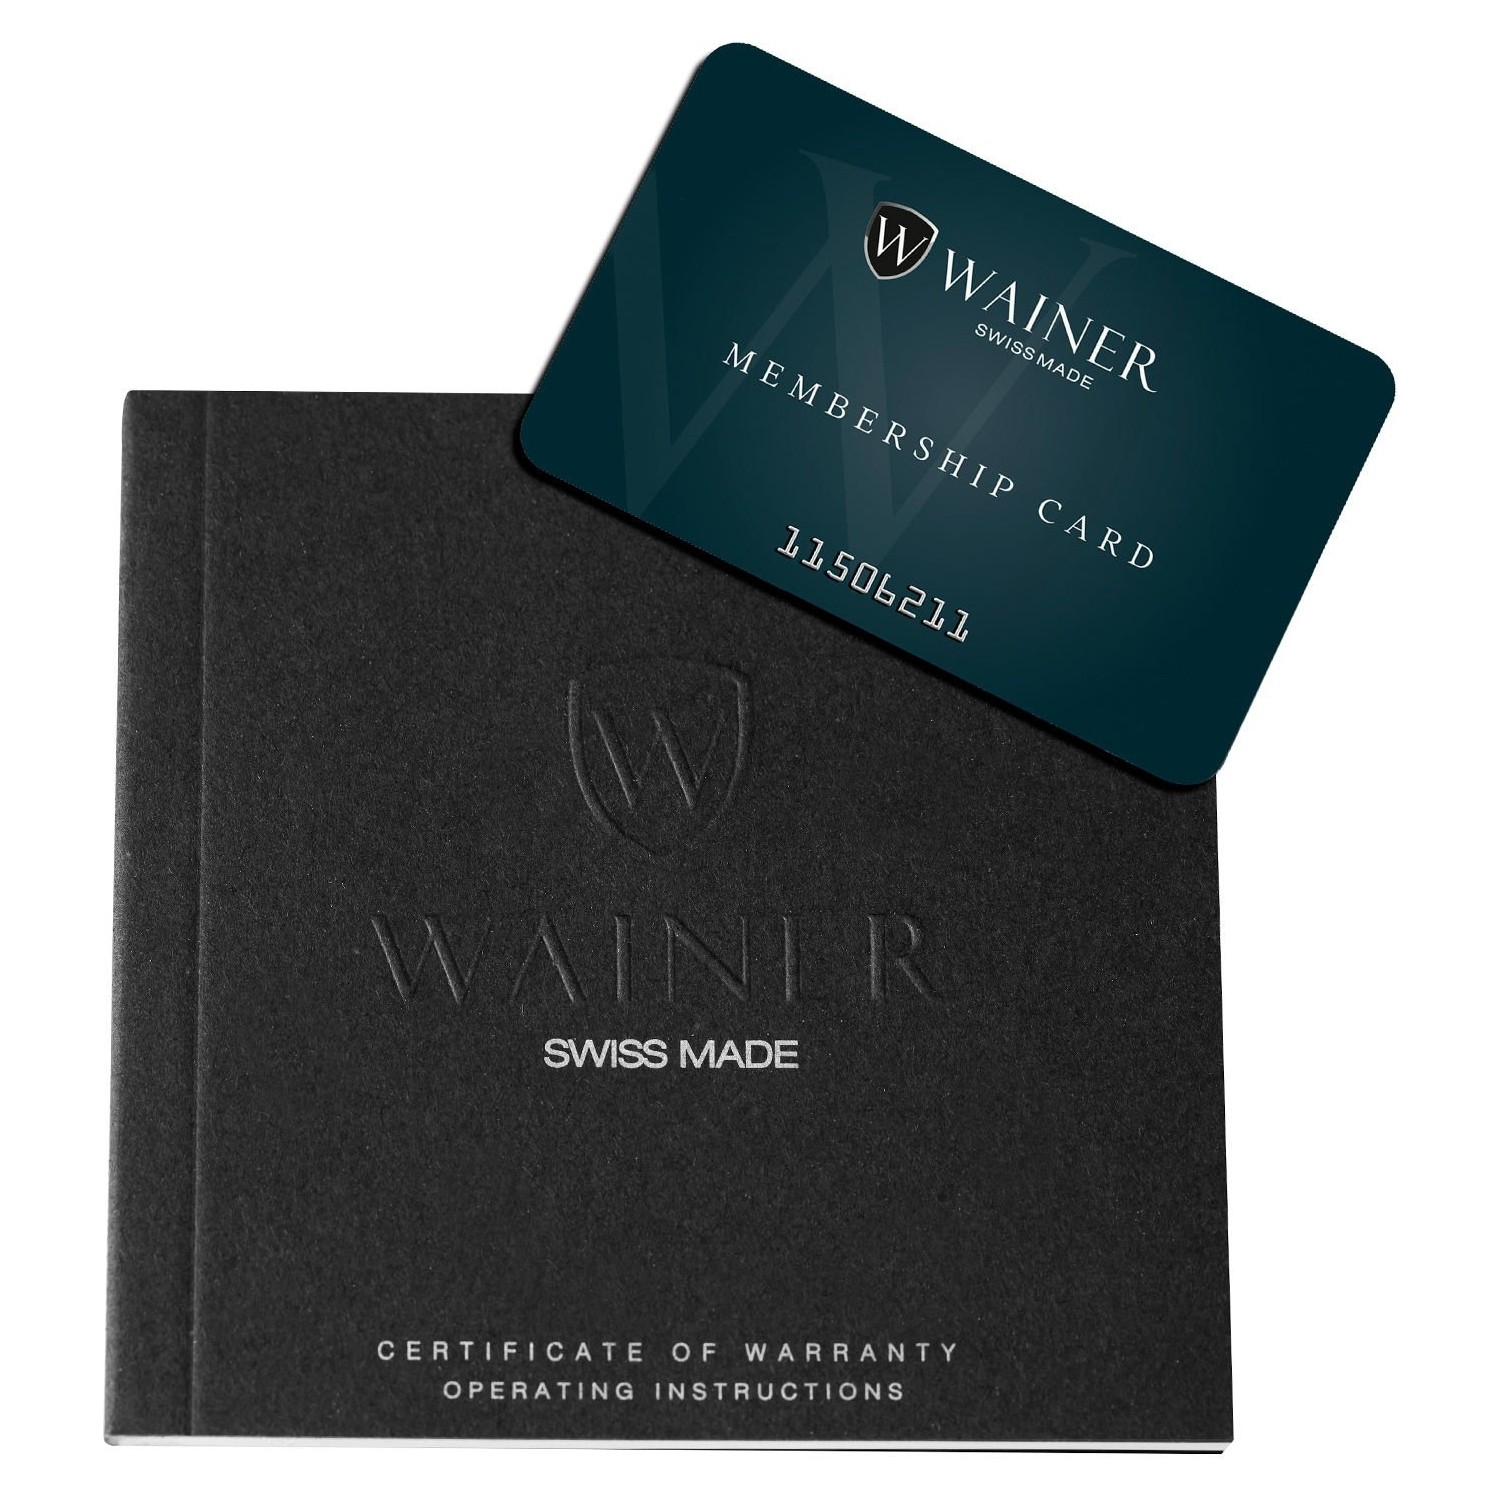 W WAINER
SWISS MADE
MEMBERSHIP CARD
11506211
W
WAINER
SWISS MADE
CERTIFICATE OF WARRANTY
OPERATING INSTRUCTIONS